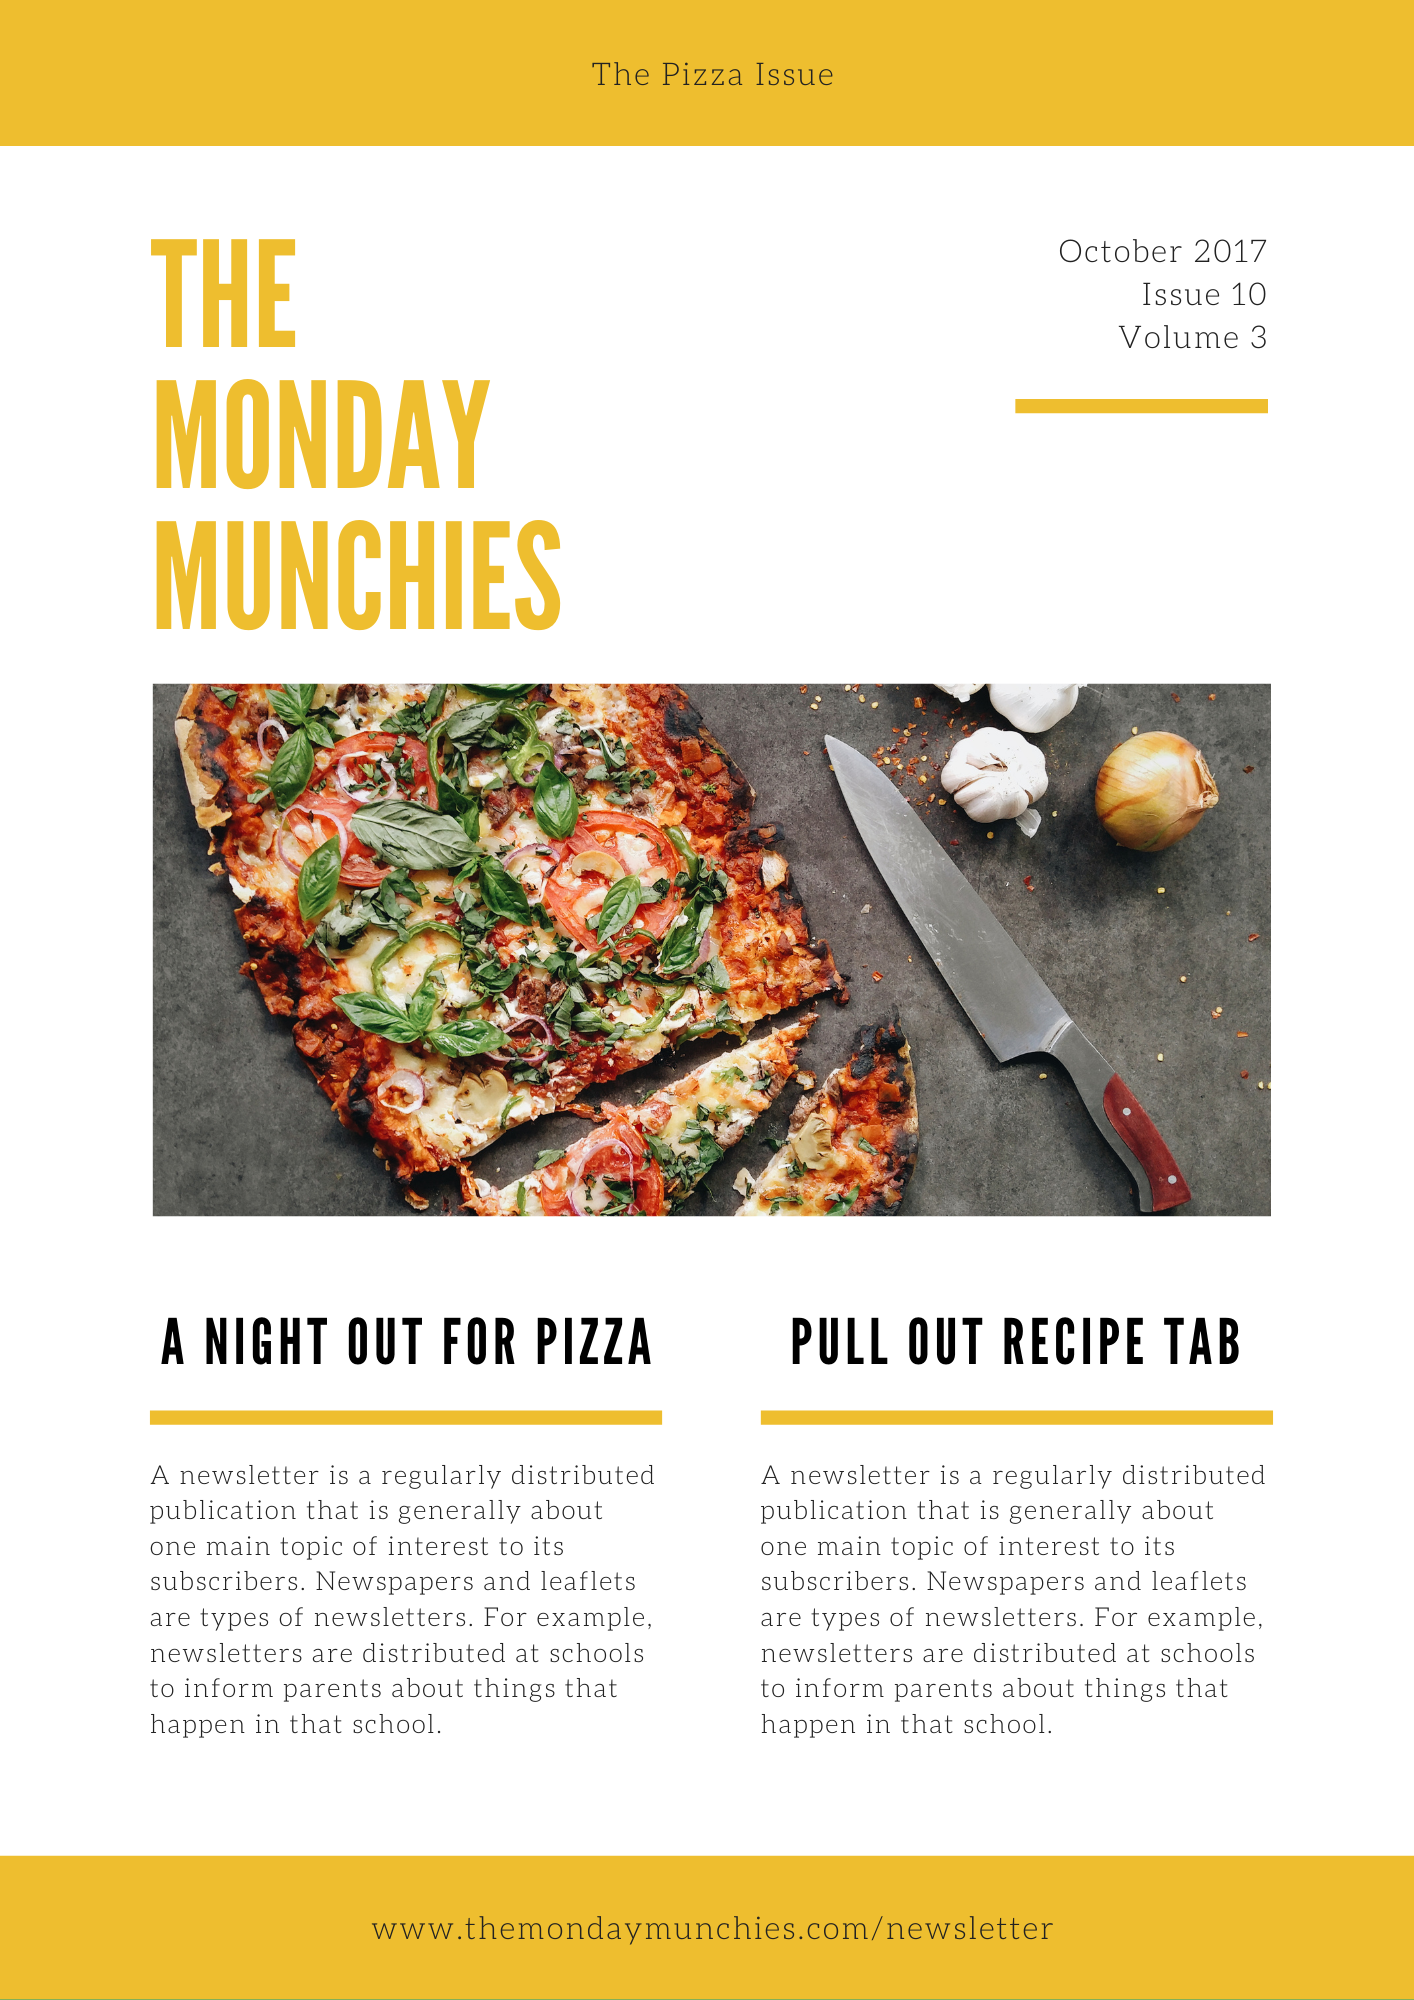 The Pizza Issue
THE
MONDAY
MUNCHIES
October 2017
Issue 10
Volume 3
A NIGHT OUT FOR PIZZA
A newsletter is a regularly distributed
publication that is generally about
one main topic of interest to its
subscribers. Newspapers and leaflets
are types of newsletters. For example,
newsletters are distributed at schools
to inform parents about things that
happen in that school.
PULL OUT RECIPE TAB
A newsletter is a regularly distributed
publication that is generally about
one main topic of interest to its
subscribers. Newspapers and leaflets
are types of newsletters. For example,
newsletters are distributed at schools
to inform parents about things that
happen in that school.
www.themondaymunchies.com/newsletter